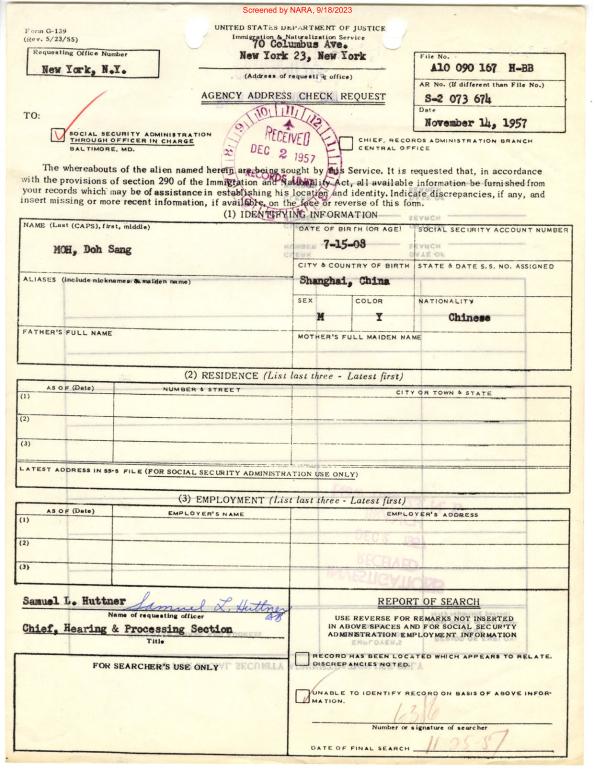 Screened by NARA, 9/18/2023
Form G-139
(Rev. 5/23/55)
UNITED STATES DEPARTMENT OF JUSTICE
Immigration & Naturalization Service
70 Columbus Ave.
New York 23, New York
(Address of requesting office)
Requesting Office Number
New York, N.Y.
File No.
A10 090 167 H-BB
AR No. (If different than File No.)
S-2 073 674
Date
November 14, 1957
AGENCY ADDRESS CHECK REQUEST
TO:
SOCIAL SECURITY ADMINISTRATION
THROUGH OFFICER IN CHARGE
BALTIMORE, MD.
RECEIVED
DEC 2 1957
RECORDS UNIT
CHIEF, RECORDS ADMINISTRATION BRANCH
CENTRAL OFFICE
The whereabouts of the alien named herein are being sought by this Service. It is requested that, in accordance
with the provisions of section 290 of the Immigration and Nationality Act, all available information be furnished from
your records which may be of assistance in establishing his location and identity. Indicate discrepancies, if any, and
insert missing or more recent information, if available, on the face or reverse of this form.
(1) IDENTIFYING INFORMATION
NAME (Last (CAPS), first, middle)
MOH, Doh Sang
DATE OF BIRTH (OR AGE)
7-15-08
SOCIAL SECURITY ACCOUNT NUMBER
CITY & COUNTRY OF BIRTH
Shanghai, China
STATE & DATE S.S. NO. ASSIGNED
ALIASES (Include nicknames & maiden name)
SEX
M
COLOR
Y
NATIONALITY
Chinese
FATHER'S FULL NAME
MOTHER'S FULL MAIDEN NAME
(2) RESIDENCE (List last three - Latest first)
AS OF (Date)
NUMBER & STREET
CITY OR TOWN & STATE
(1)
(2)
(3)
LATEST ADDRESS IN SS-5 FILE (FOR SOCIAL SECURITY ADMINISTRATION USE ONLY)
(3) EMPLOYMENT (List last three - Latest first)
AS OF (Date)
EMPLOYER'S NAME
EMPLOYER'S ADDRESS
(1)
(2)
(3)
Samuel L. Huttner Samuel L. Huttner
Name of requesting officer
Chief, Hearing & Processing Section
Title
FOR SEARCHER'S USE ONLY
REPORT OF SEARCH
USE REVERSE FOR REMARKS NOT INSERTED
IN ABOVE SPACES AND FOR SOCIAL SECURITY
ADMINISTRATION EMPLOYMENT INFORMATION
RECORD HAS BEEN LOCATED WHICH APPEARS TO RELATE.
DISCREPANCIES NOTED.
UNABLE TO IDENTIFY RECORD ON BASIS OF ABOVE INFOR-
MATION.
Number or signature of searcher
DATE OF FINAL SEARCH